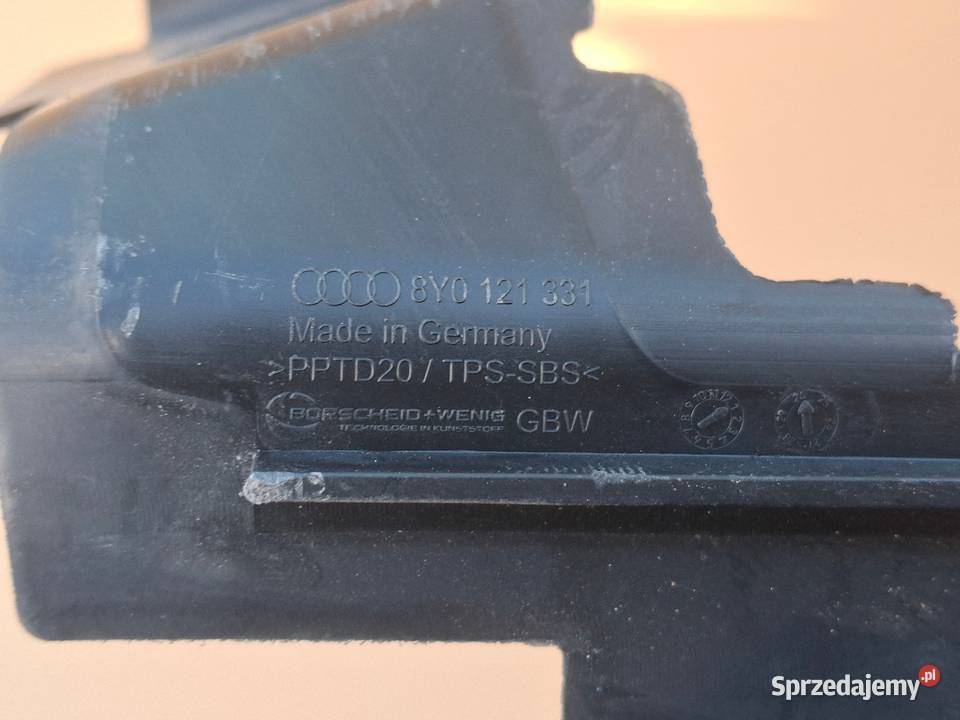 8Y0 121 331
Made in Germany
>PPTD20 / TPS-SBS<
BORSCHEID+WENIG GBW
TECHNOLOGIE IN KUNSTSTOFF
Sprzedajemy.pl